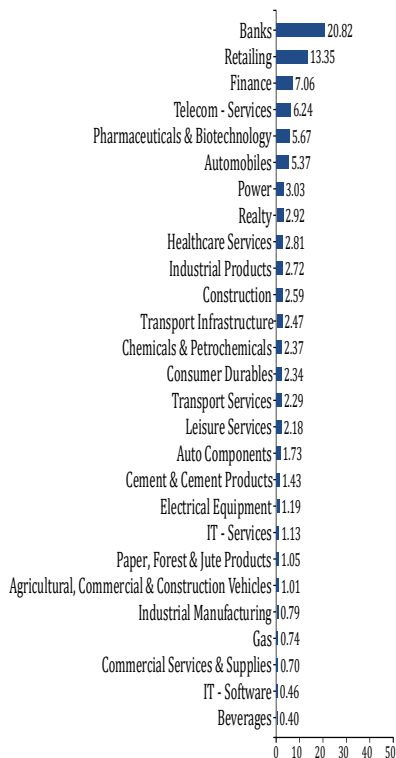 Banks 20.82
Retailing 13.35
Finance 7.06
Telecom - Services 6.24
Pharmaceuticals & Biotechnology 5.67
Automobiles 5.37
Power 3.03
Realty 2.92
Healthcare Services 2.81
Industrial Products 2.72
Construction 2.59
Transport Infrastructure 2.47
Chemicals & Petrochemicals 2.37
Consumer Durables 2.34
Transport Services 2.29
Leisure Services 2.18
Auto Components 1.73
Cement & Cement Products 1.43
Electrical Equipment 1.19
IT - Services 1.13
Paper, Forest & Jute Products 1.05
Agricultural, Commercial & Construction Vehicles 1.01
Industrial Manufacturing 0.79
Gas 0.74
Commercial Services & Supplies 0.70
IT - Software 0.46
Beverages 0.40
0 10 20 30 40 50